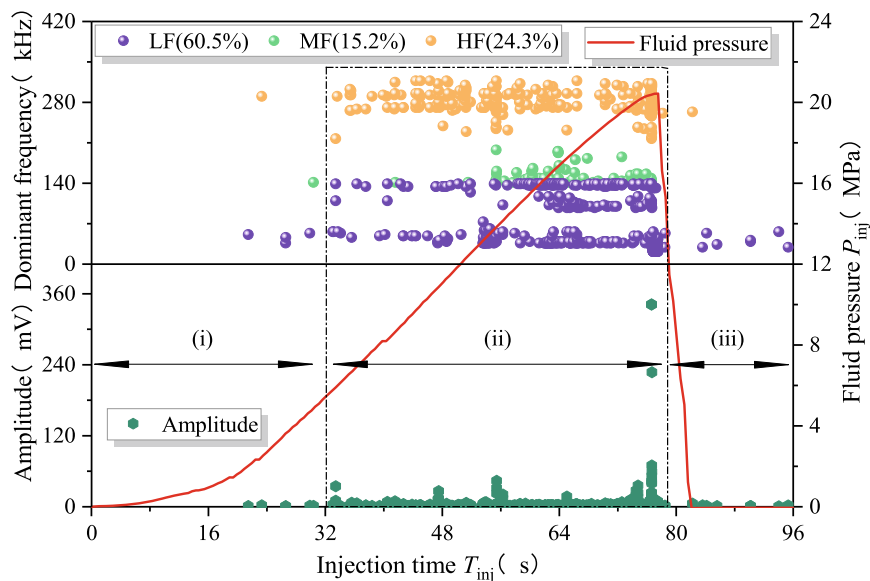 LF(60.5%) MF(15.2%) HF(24.3%) Fluid pressure
420
280
140
0
360
240
120
0
Amplitude( mV) Dominant frequency( kHz)
24
20
16
12
8
4
0
Fluid pressure Pinj( MPa)
(i) (ii) (iii)
Amplitude
0 16 32 48 64 80 96
Injection time Tinj( s)